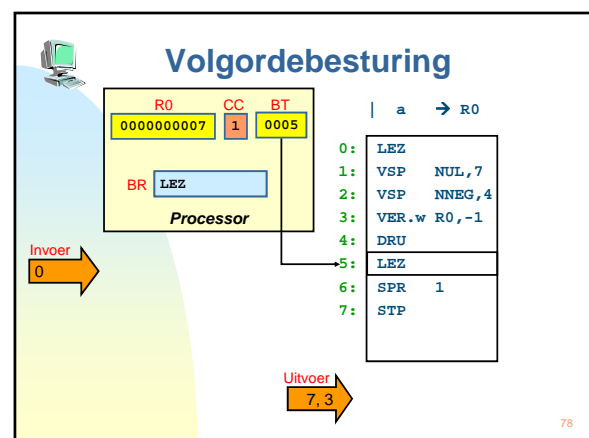 Volgordebesturing
R0 CC BT
0000000007 1 0005
BR LEZ
Processor
| a → R0
0: LEZ
1: VSP NUL,7
2: VSP NNEG,4
3: VER.w R0,-1
4: DRU
5: LEZ
6: SPR 1
7: STP
Invoer
0
Uitvoer
7, 3
78